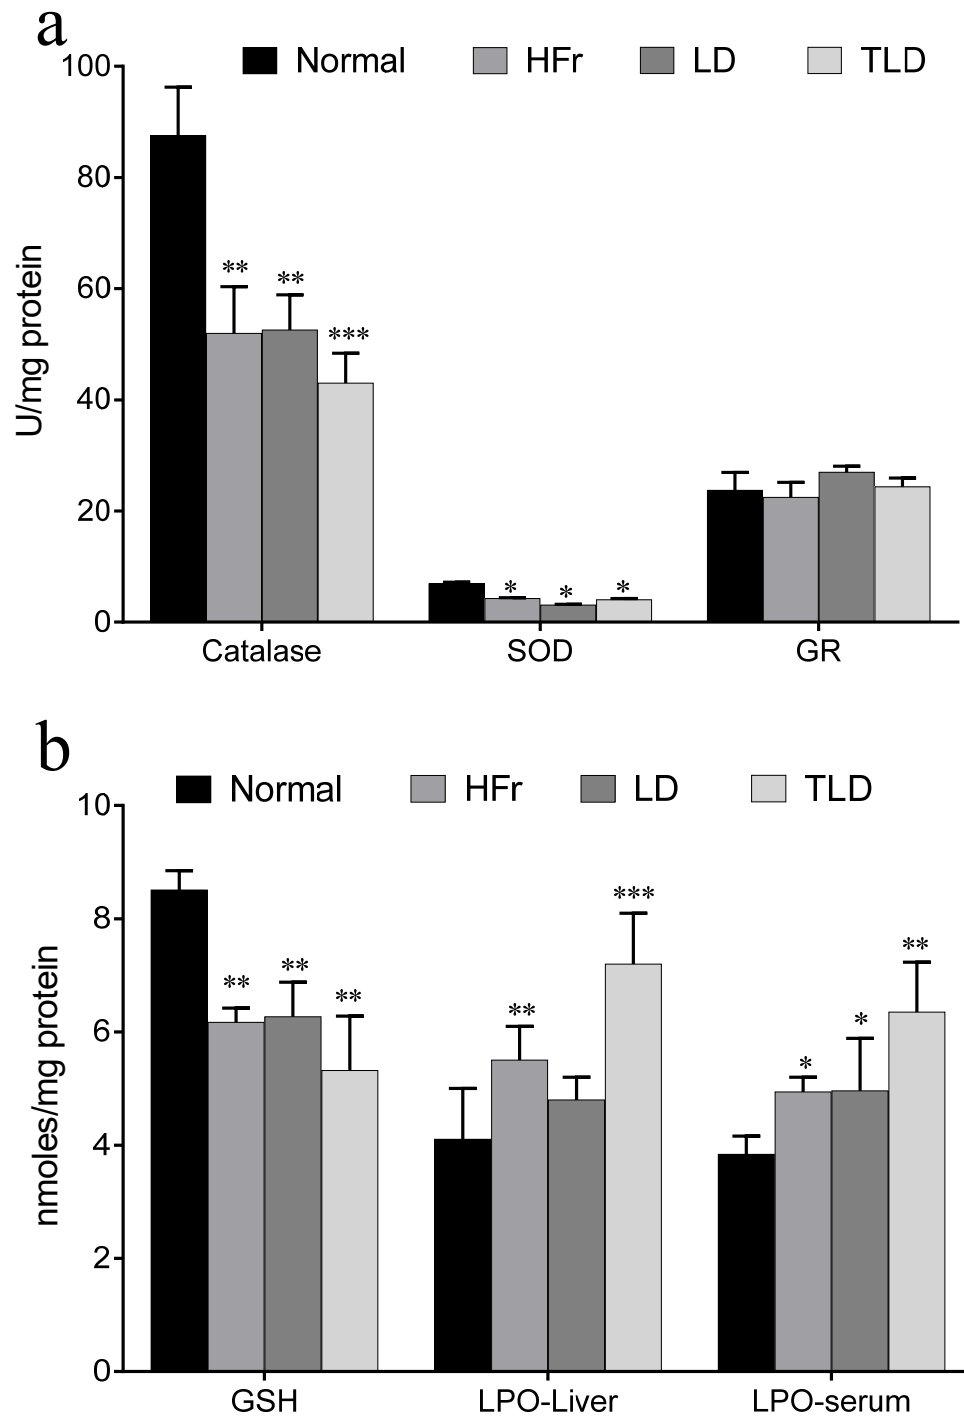 a
Normal HFr LD TLD
100
80
60
40
20
0
U/mg protein
** ** ***
* * *
Catalase SOD GR
b
Normal HFr LD TLD
10
8
6
4
2
0
nmoles/mg protein
** ** **
** ***
* * **
GSH LPO-Liver LPO-serum